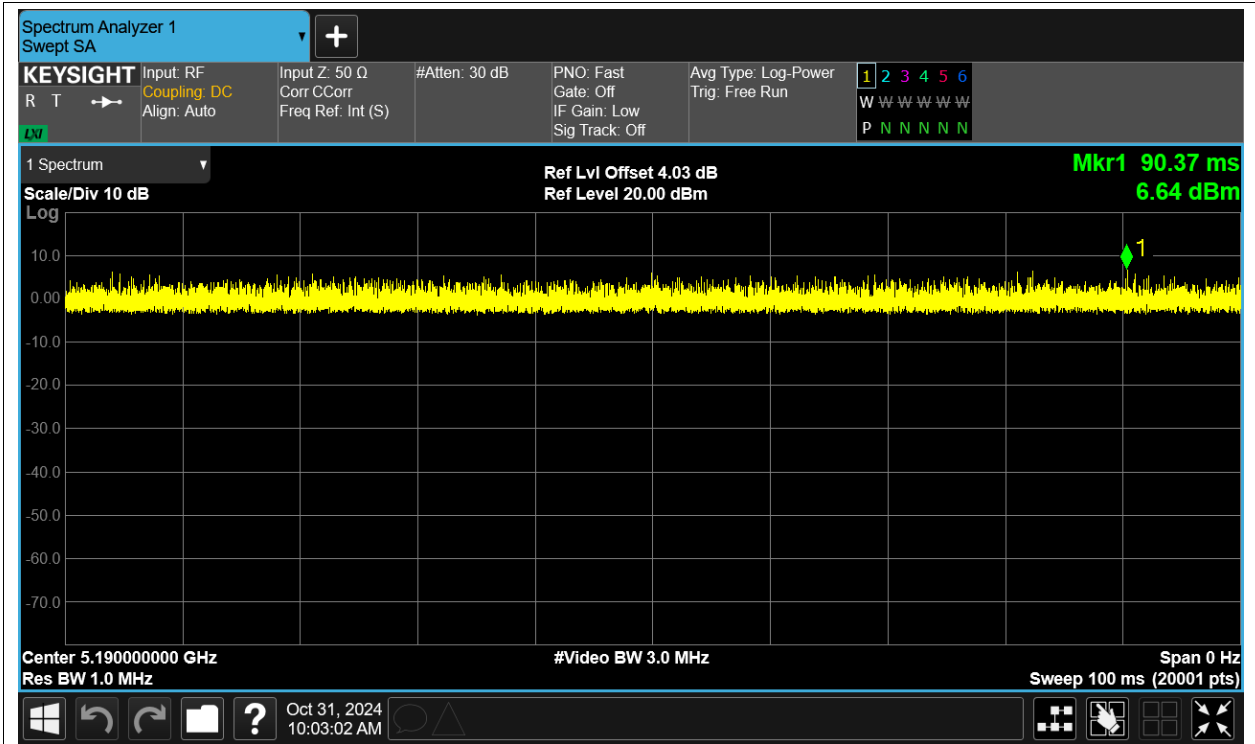 Spectrum Analyzer 1
Swept SA
KEYSIGHT
R T
LXI
Input: RF
Coupling: DC
Align: Auto
Input Z: 50 Ω
Corr CCorr
Freq Ref: Int (S)
#Atten: 30 dB
PNO: Fast
Gate: Off
IF Gain: Low
Sig Track: Off
Avg Type: Log-Power
Trig: Free Run
1 2 3 4 5 6
W W W W W W
P N N N N N
1 Spectrum
Scale/Div 10 dB
Ref Lvl Offset 4.03 dB
Ref Level 20.00 dBm
Mkr1 90.37 ms
6.64 dBm
Log
1
10.0
0.00
-10.0
-20.0
-30.0
-40.0
-50.0
-60.0
-70.0
Center 5.190000000 GHz
#Video BW 3.0 MHz
Span 0 Hz
Res BW 1.0 MHz
Sweep 100 ms (20001 pts)
?
Oct 31, 2024
10:03:02 AM